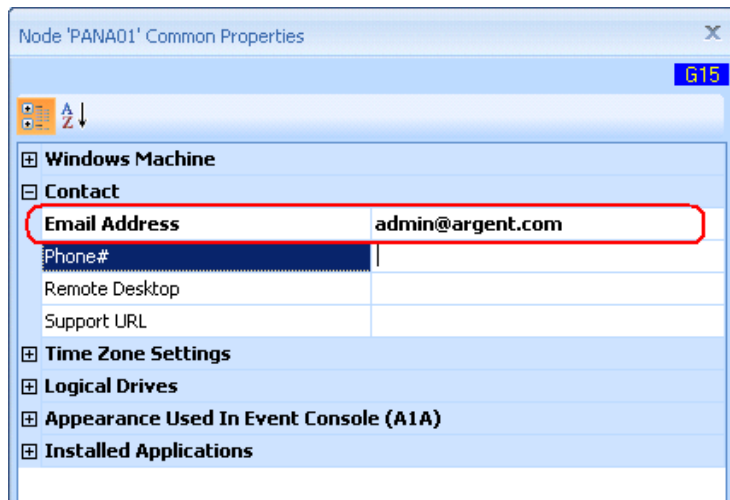 Node 'PANA01' Common Properties
G15
Windows Machine
Contact
Email Address admin@argent.com
Phone#
Remote Desktop
Support URL
Time Zone Settings
Logical Drives
Appearance Used In Event Console (A1A)
Installed Applications